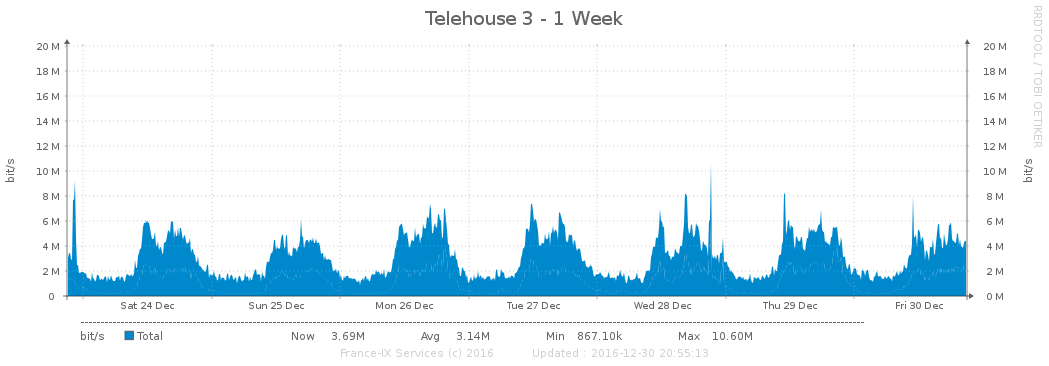 Telehouse 3 - 1 Week
RRDTOOL / TOBI OETIKER
bit/s
20 M
18 M
16 M
14 M
12 M
10 M
8 M
6 M
4 M
2 M
0
20 M
18 M
16 M
14 M
12 M
10 M
8 M
6 M
4 M
2 M
0 M
bit/s
Sat 24 Dec Sun 25 Dec Mon 26 Dec Tue 27 Dec Wed 28 Dec Thu 29 Dec Fri 30 Dec
bit/s Total Now 3.69M Avg 3.14M Min 867.10k Max 10.60M
France-IX Services (c) 2016 Updated : 2016-12-30 20:55:13